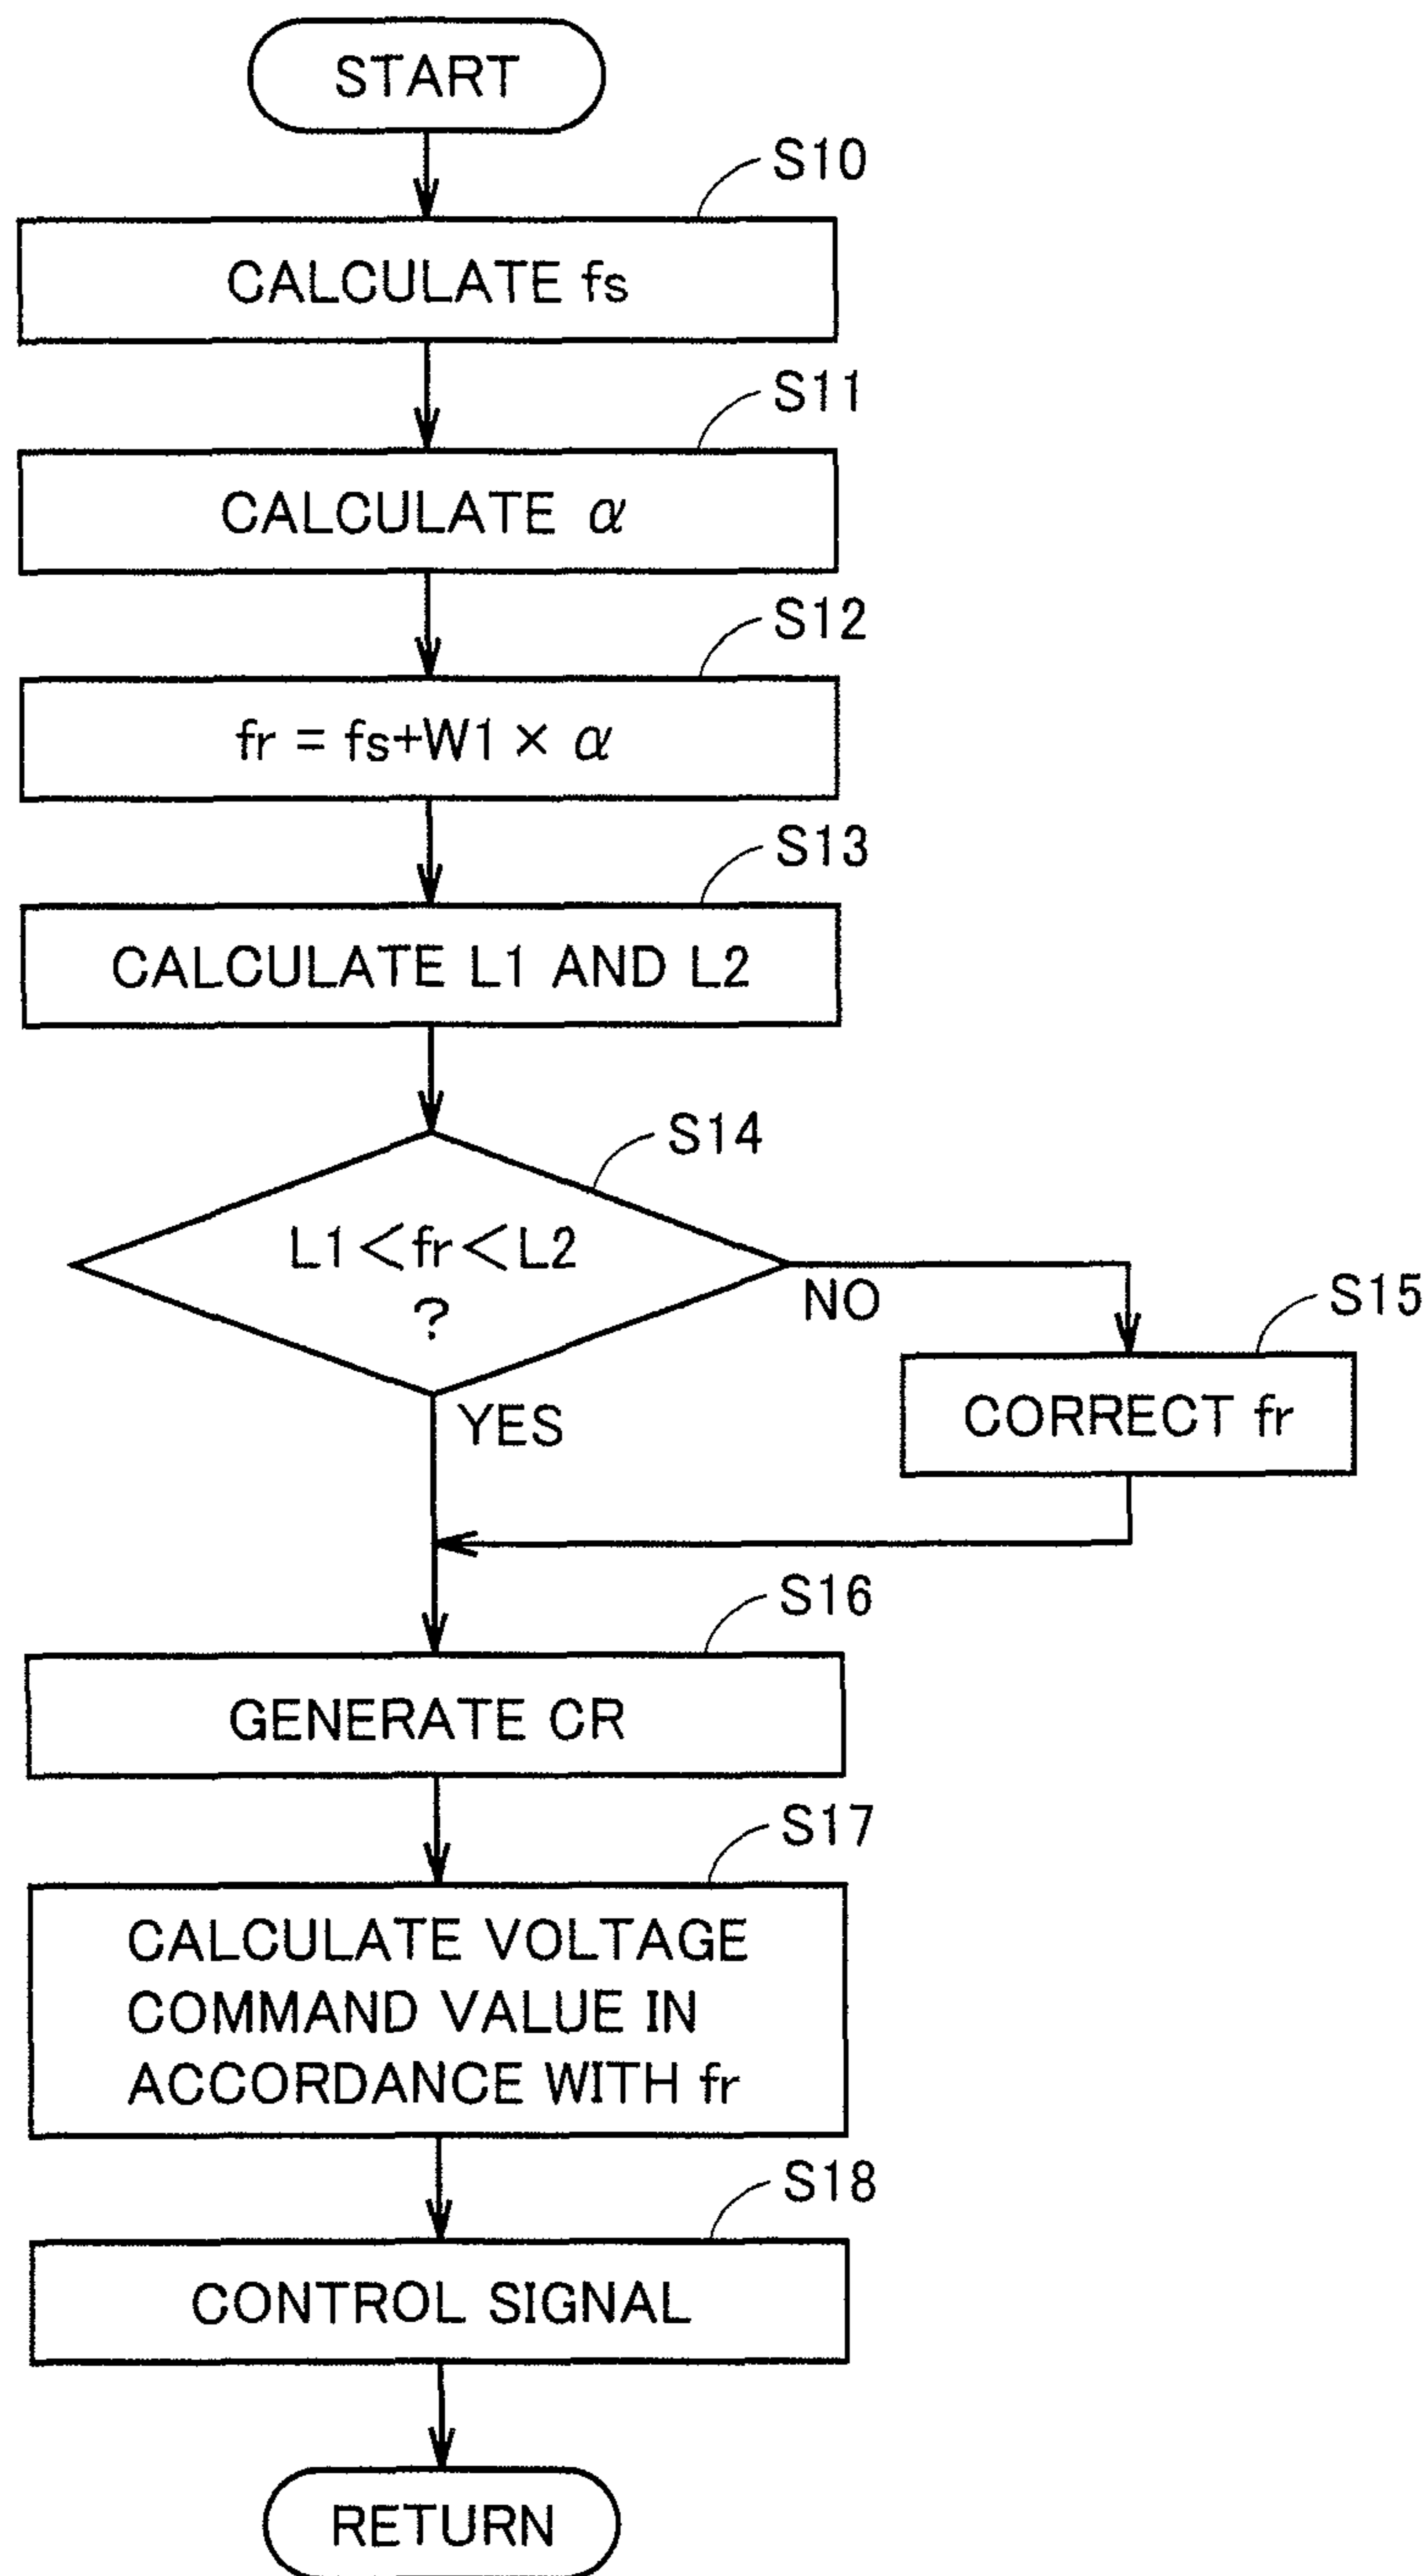 START
S10
CALCULATE fs
S11
CALCULATE α
S12
fr = fs+W1 × α
S13
CALCULATE L1 AND L2
S14
L1<fr<L2
?
NO
S15
CORRECT fr
YES
S16
GENERATE CR
S17
CALCULATE VOLTAGE
COMMAND VALUE IN
ACCORDANCE WITH fr
S18
CONTROL SIGNAL
RETURN